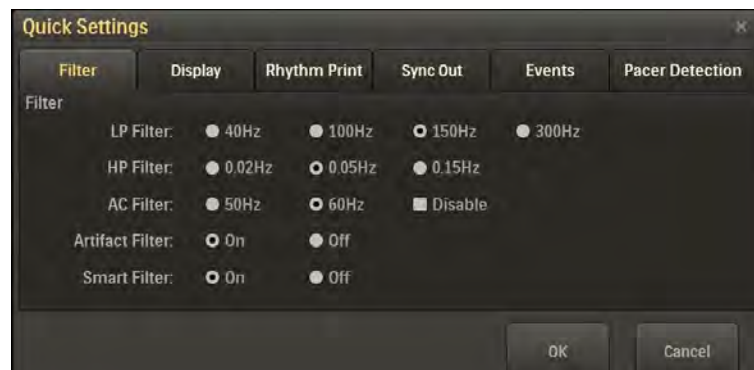 Quick Settings
Filter Display Rhythm Print Sync Out Events Pacer Detection
Filter
LP Filter: 40Hz 100Hz 150Hz 300Hz
HP Filter: 0.02Hz 0.05Hz 0.15Hz
AC Filter: 50Hz 60Hz Disable
Artifact Filter: On Off
Smart Filter: On Off
OK Cancel